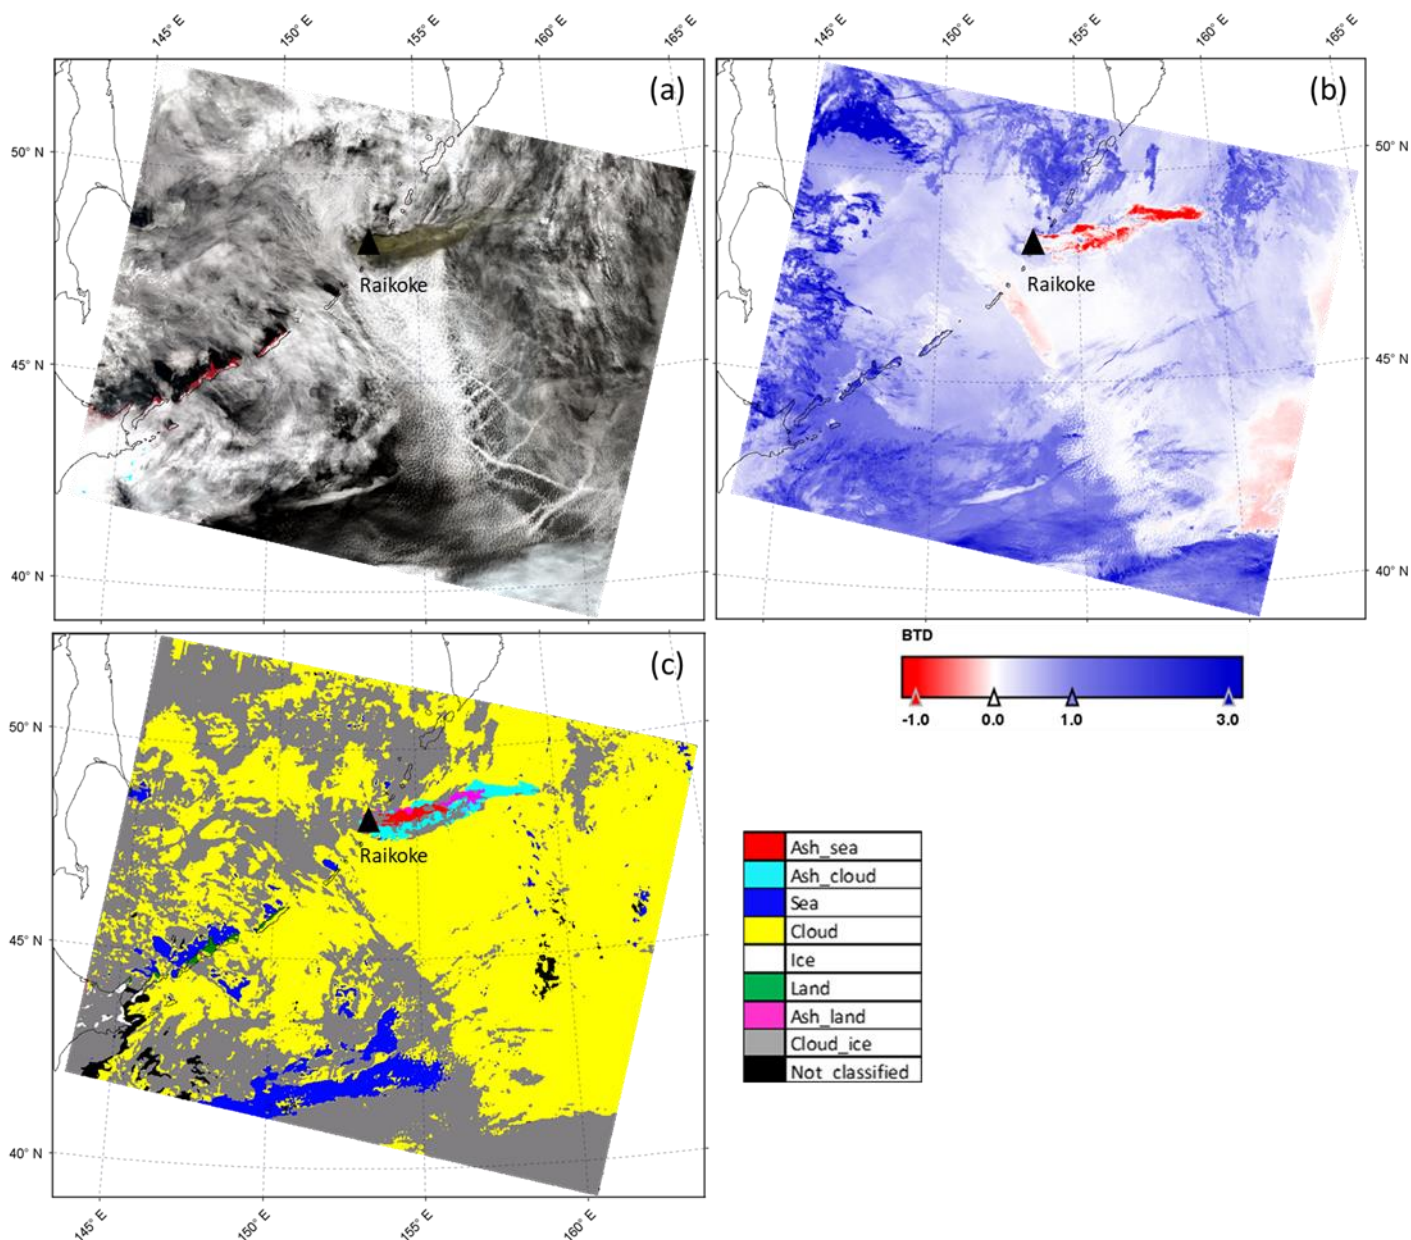 145° E 150° E 155° E 160° E 165° E
145° E 150° E 155° E 160° E 165° E
(a)
(b)
50° N
50° N
Raikoke
Raikoke
45° N
45° N
40° N
40° N
(c)
BTD
-1.0 0.0 1.0 3.0
50° N
Raikoke
45° N
40° N
145° E 150° E 155° E 160° E
Ash_sea
Ash_cloud
Sea
Cloud
Ice
Land
Ash_land
Cloud_ice
Not_classified